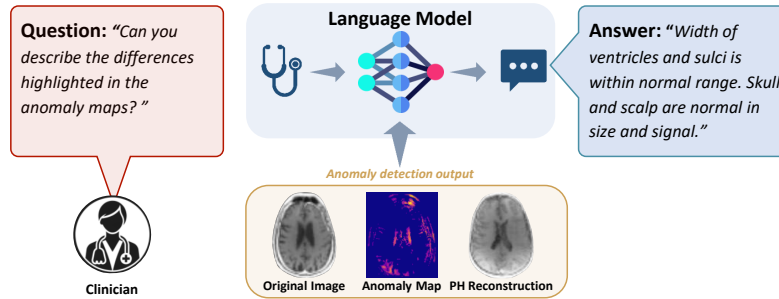 Question: “Can you
describe the differences
highlighted in the
anomaly maps? ”
Clinician
Language Model
Anomaly detection output
Original Image
Anomaly Map
PH Reconstruction
Answer: “Width of
ventricles and sulci is
within normal range. Skull
and scalp are normal in
size and signal.”